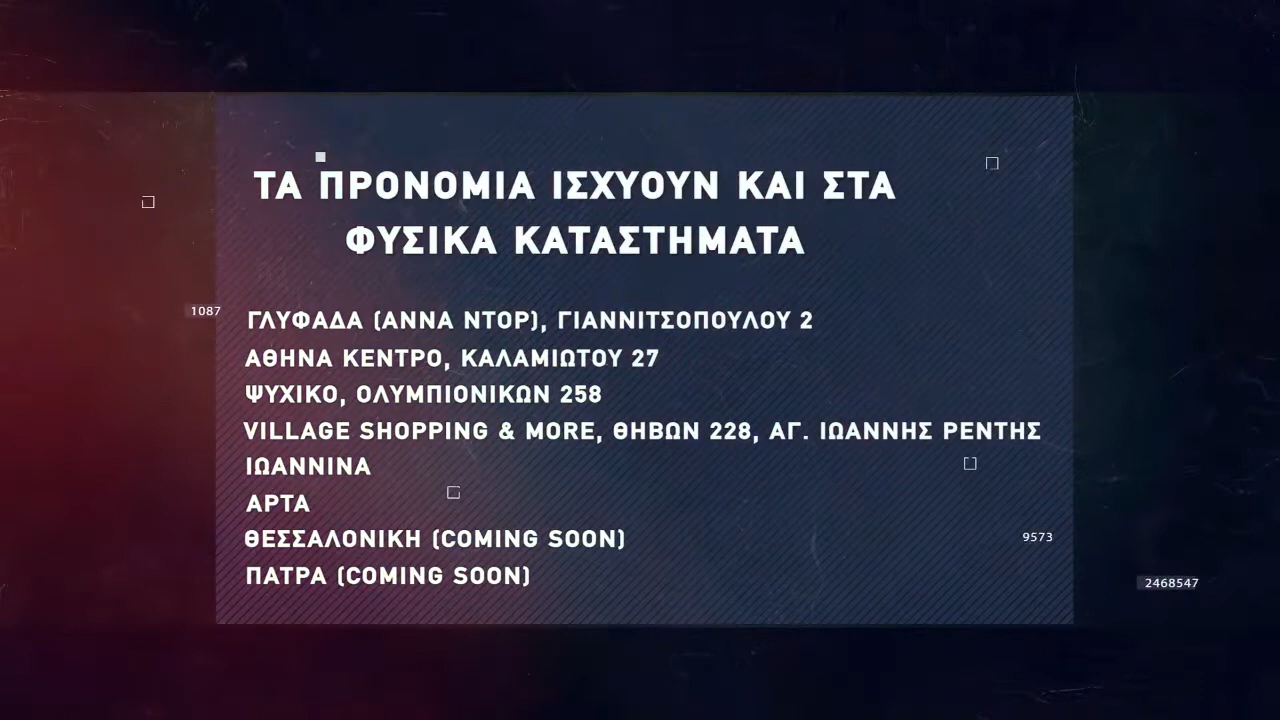 ΤΑ ΠΡΟΝΟΜΙΑ ΙΣΧΥΟΥΝ ΚΑΙ ΣΤΑ
ΦΥΣΙΚΑ ΚΑΤΑΣΤΗΜΑΤΑ
1087
ΓΛΥΦΑΔΑ (ΑΝΝΑ ΝΤΟΡ), ΓΙΑΝΝΙΤΣΟΠΟΥΛΟΥ 2
ΑΘΗΝΑ ΚΕΝΤΡΟ, ΚΑΛΑΜΙΩΤΟΥ 27
ΨΥΧΙΚΟ, ΟΛΥΜΠΙΟΝΙΚΩΝ 258
VILLAGE SHOPPING & MORE, ΘΗΒΩΝ 228, ΑΓ. ΙΩΑΝΝΗΣ ΡΕΝΤΗΣ
ΙΩΑΝΝΙΝΑ
ΑΡΤΑ
ΘΕΣΣΑΛΟΝΙΚΗ (COMING SOON)
9573
ΠΑΤΡΑ (COMING SOON)
2468547